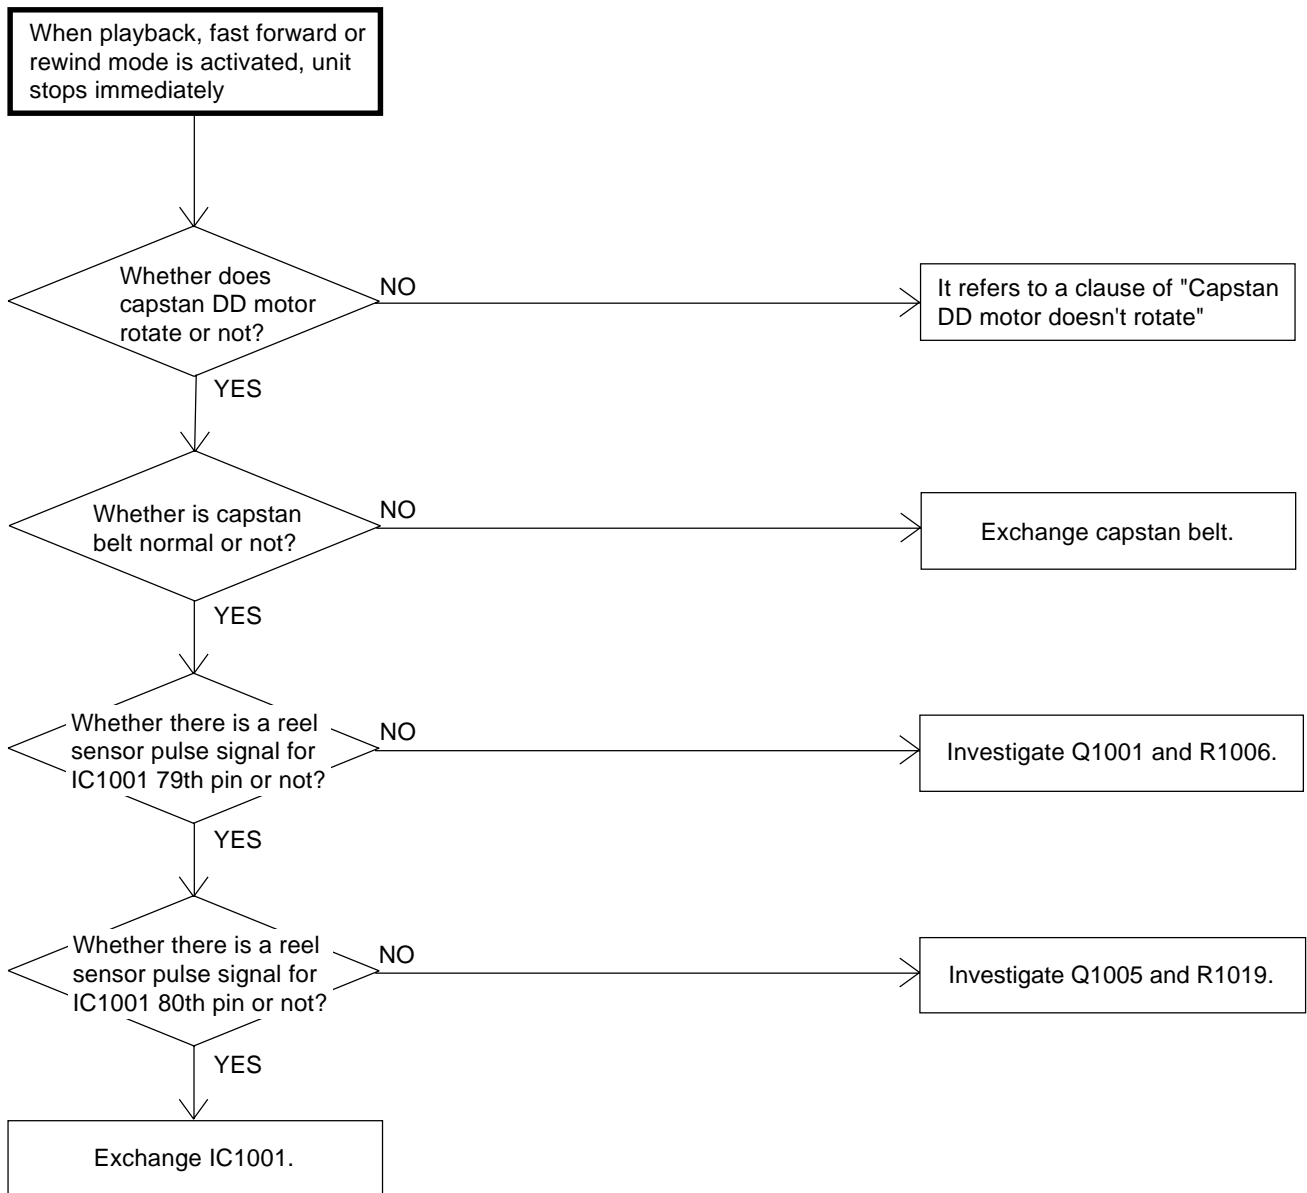 When playback, fast forward or
rewind mode is activated, unit
stops immediately
Whether does
capstan DD motor
rotate or not?
NO
It refers to a clause of "Capstan
DD motor doesn't rotate"
YES
Whether is capstan
belt normal or not?
NO
Exchange capstan belt.
YES
Whether there is a reel
sensor pulse signal for
IC1001 79th pin or not?
NO
Investigate Q1001 and R1006.
YES
Whether there is a reel
sensor pulse signal for
IC1001 80th pin or not?
NO
Investigate Q1005 and R1019.
YES
Exchange IC1001.